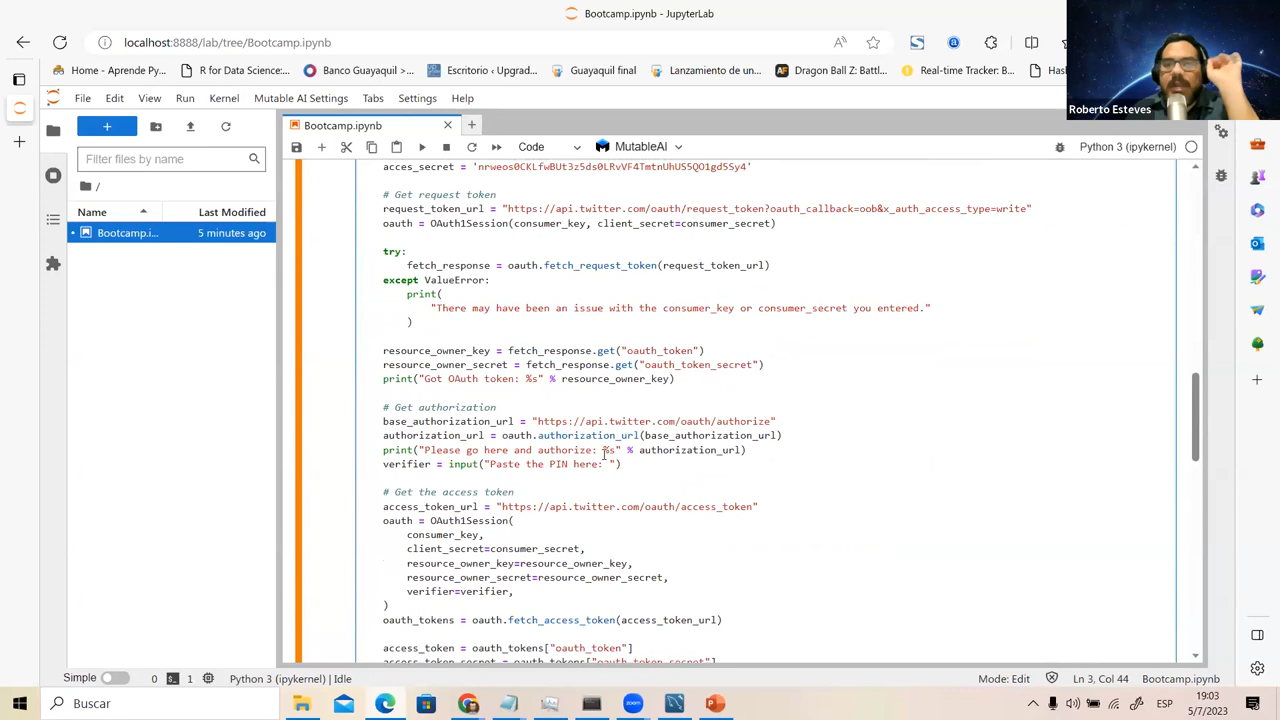 Bootcamp.ipynb - JupyterLab
localhost:8888/lab/tree/Bootcamp.ipynb
Home - Aprende Py...
R for Data Science:...
Banco Guayaquil >...
Escritorio ‹ Upgrad...
Guayaquil final
Lanzamiento de un...
Dragon Ball Z: Battl...
Real-time Tracker: B...
Hash
Roberto Esteves
File Edit View Run Kernel Mutable AI Settings Tabs Settings Help
Bootcamp.ipynb
Code
MutableAI
Python 3 (ipykernel)
Filter files by name
/
Name Last Modified
Bootcamp.i... 5 minutes ago
acces_secret = 'nrweos0CKLfwBUt3z5ds0LRvVF4TmtnUhUS5QO1gd5Sy4'
# Get request token
request_token_url = "https://api.twitter.com/oauth/request_token?oauth_callback=oob&x_auth_access_type=write"
oauth = OAuth1Session(consumer_key, client_secret=consumer_secret)
try:
fetch_response = oauth.fetch_request_token(request_token_url)
except ValueError:
print(
"There may have been an issue with the consumer_key or consumer_secret you entered."
)
resource_owner_key = fetch_response.get("oauth_token")
resource_owner_secret = fetch_response.get("oauth_token_secret")
print("Got OAuth token: %s" % resource_owner_key)
# Get authorization
base_authorization_url = "https://api.twitter.com/oauth/authorize"
authorization_url = oauth.authorization_url(base_authorization_url)
print("Please go here and authorize: %s" % authorization_url)
verifier = input("Paste the PIN here: ")
# Get the access token
access_token_url = "https://api.twitter.com/oauth/access_token"
oauth = OAuth1Session(
consumer_key,
client_secret=consumer_secret,
resource_owner_key=resource_owner_key,
resource_owner_secret=resource_owner_secret,
verifier=verifier,
)
oauth_tokens = oauth.fetch_access_token(access_token_url)
access_token = oauth_tokens["oauth_token"]
access_token_secret = oauth_tokens["oauth_token_secret"]
Simple 0 1 Python 3 (ipykernel) | Idle
Mode: Edit Ln 3, Col 44 Bootcamp.ipynb
Buscar
ESP
19:03
5/7/2023